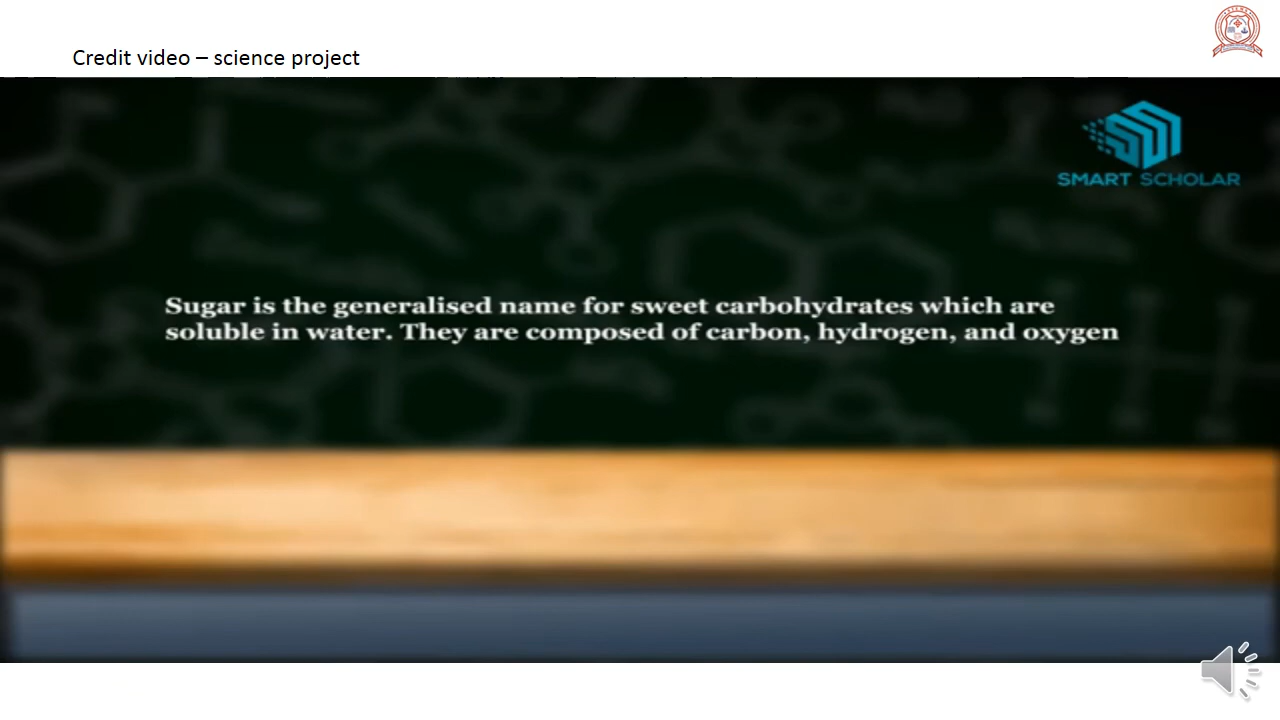 Credit video – science project
SMART SCHOLAR
Sugar is the generalised name for sweet carbohydrates which are
soluble in water. They are composed of carbon, hydrogen, and oxygen